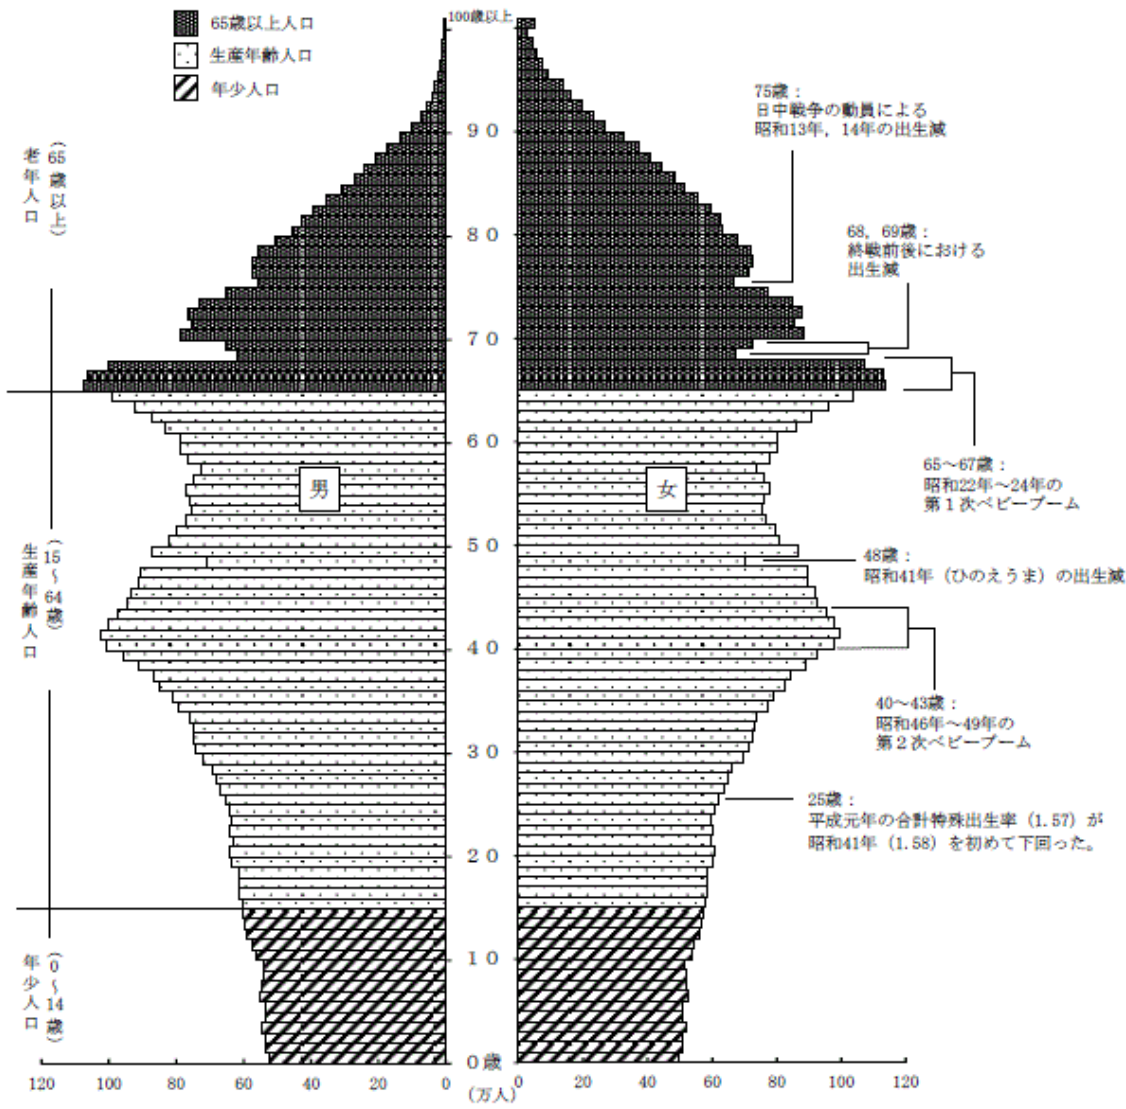 65歳以上人口
生産年齢人口
年少人口
100歳以上
90
80
70
60
50
40
30
20
10
0歳
(万人)
老年人口
(65歳以上)
生産年齢人口
(15～64歳)
年少人口
(0～14歳)
男
女
75歳：
日中戦争の動員による
昭和13年，14年の出生減
68，69歳：
終戦前後における
出生減
65～67歳：
昭和22年～24年の
第１次ベビーブーム
48歳：
昭和41年（ひのえうま）の出生減
40～43歳：
昭和46年～49年の
第２次ベビーブーム
25歳：
平成元年の合計特殊出生率（1.57）が
昭和41年（1.58）を初めて下回った。
120 100 80 60 40 20 0
0 20 40 60 80 100 120